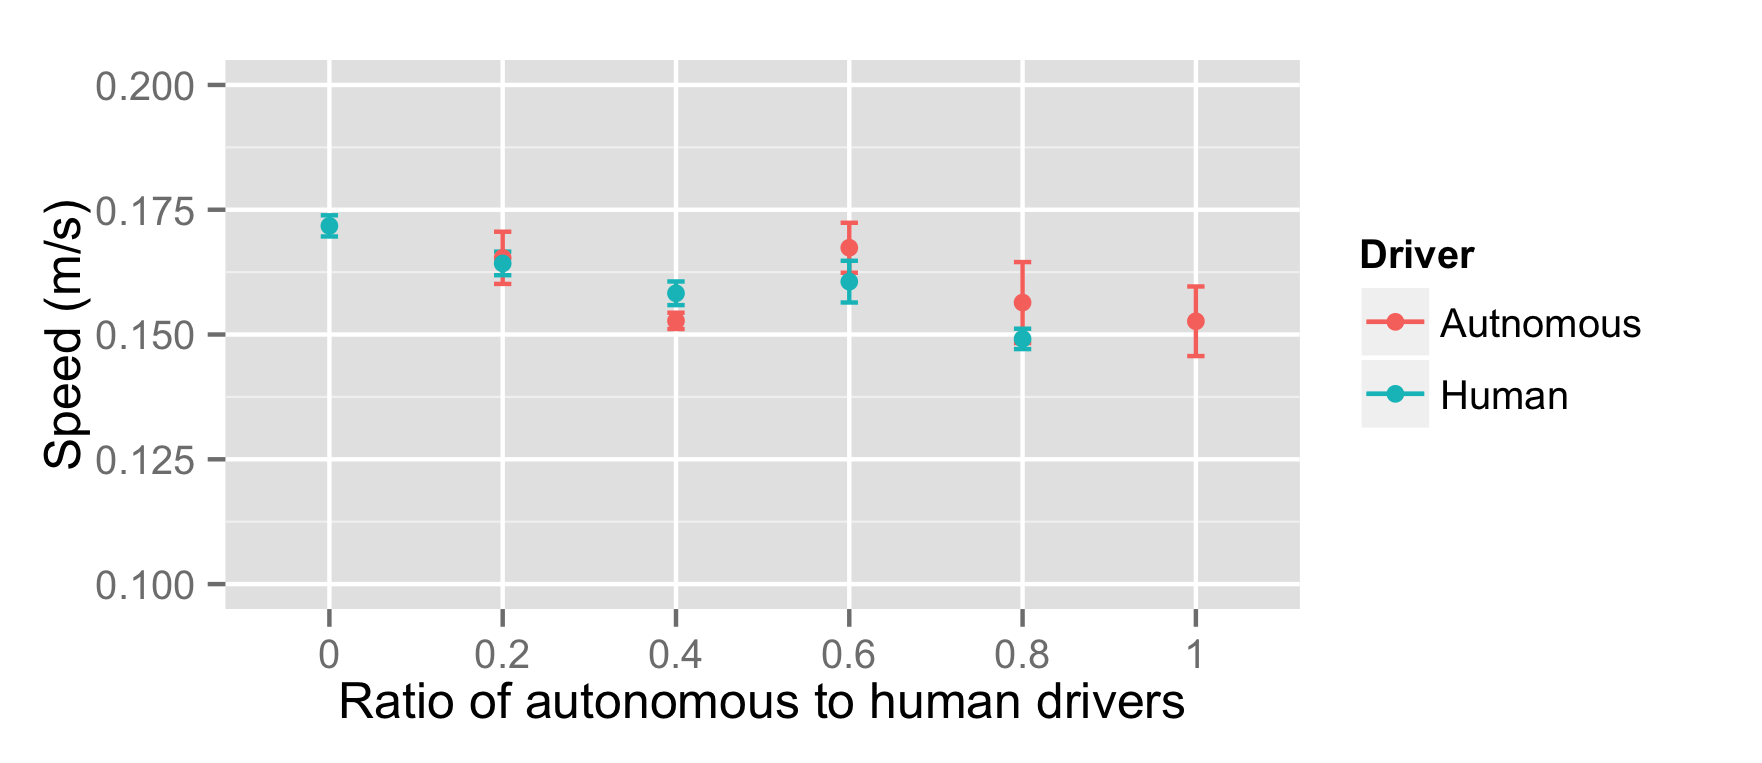 0.200
0.175
0.150
0.125
0.100
Speed (m/s)
0 0.2 0.4 0.6 0.8 1
Ratio of autonomous to human drivers
Driver
Autnomous
Human